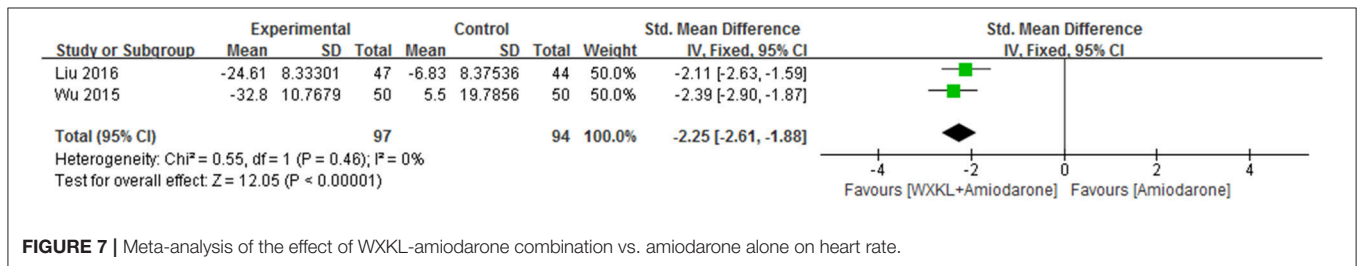 Experimental Control Std. Mean Difference Std. Mean Difference
Study or Subgroup Mean SD Total Mean SD Total Weight IV, Fixed, 95% CI IV, Fixed, 95% CI
Liu 2016 -24.61 8.33301 47 -6.83 8.37536 44 50.0% -2.11 [-2.63, -1.59]
Wu 2015 -32.8 10.7679 50 5.5 19.7856 50 50.0% -2.39 [-2.90, -1.87]
Total (95% CI) 97 94 100.0% -2.25 [-2.61, -1.88]
Heterogeneity: Chi² = 0.55, df = 1 (P = 0.46); I² = 0%
Test for overall effect: Z = 12.05 (P < 0.00001)
-4 -2 0 2 4
Favours [WXKL+Amiodarone] Favours [Amiodarone]
FIGURE 7 | Meta-analysis of the effect of WXKL-amiodarone combination vs. amiodarone alone on heart rate.